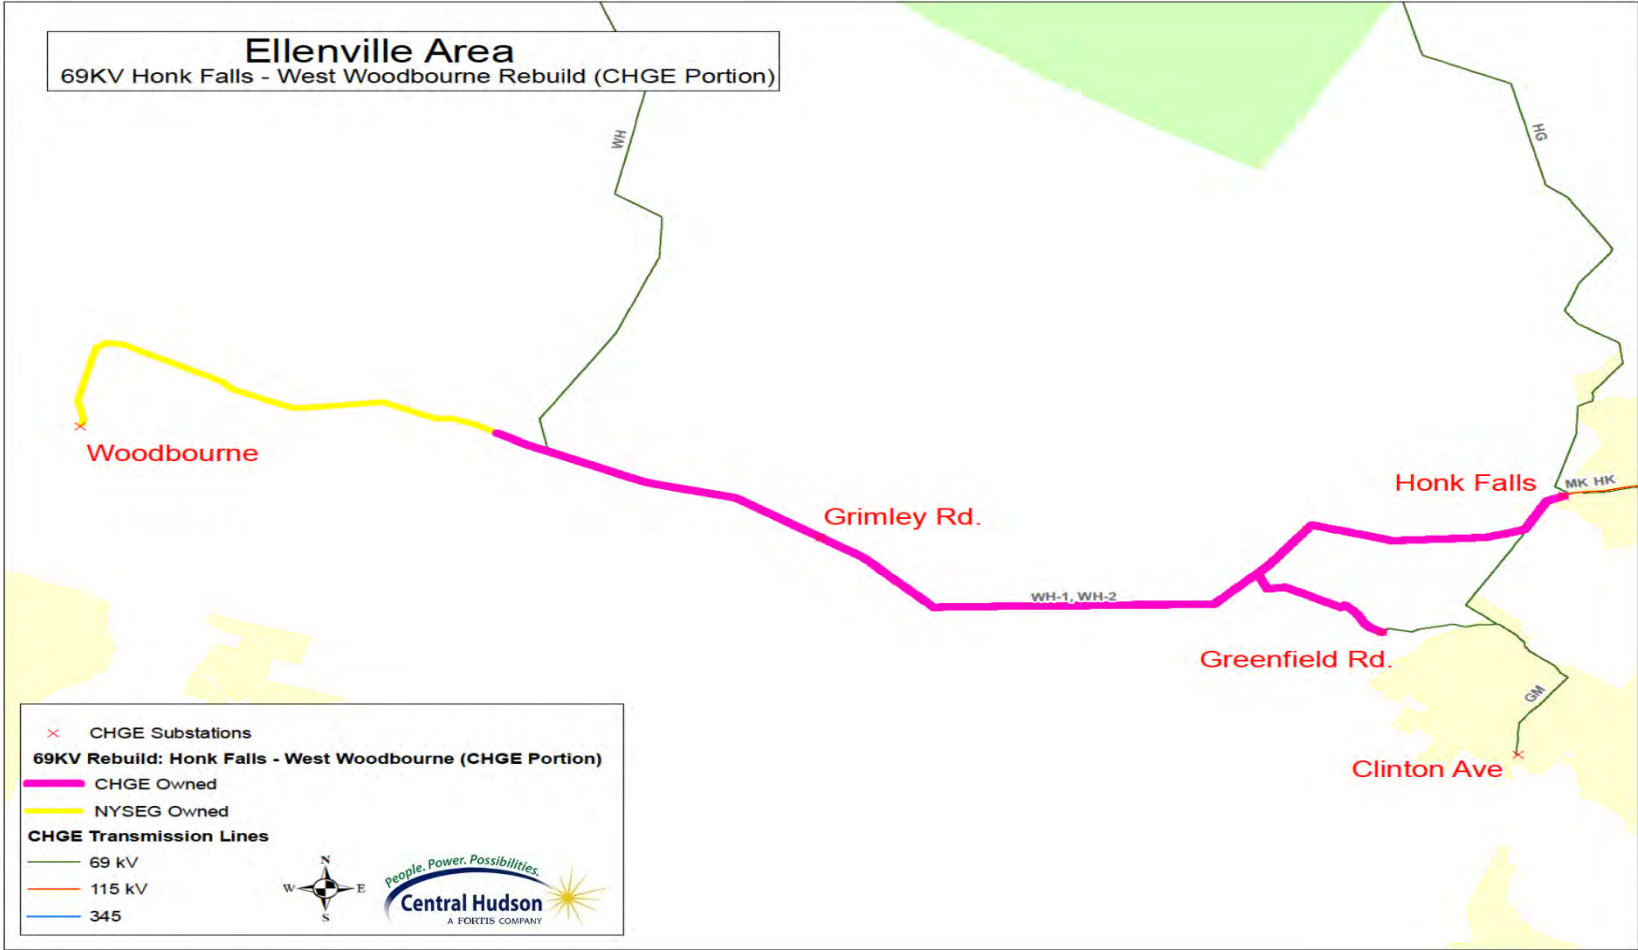 Ellenville Area
69KV Honk Falls - West Woodbourne Rebuild (CHGE Portion)
WH
HG
Woodbourne
Honk Falls
MK HK
Grimley Rd.
WH-1, WH-2
Greenfield Rd.
GM
Clinton Ave
CHGE Substations
69KV Rebuild: Honk Falls - West Woodbourne (CHGE Portion)
CHGE Owned
NYSEG Owned
CHGE Transmission Lines
69 kV
115 kV
345
N
W
E
S
People. Power. Possibilities.
Central Hudson
A FORTIS COMPANY